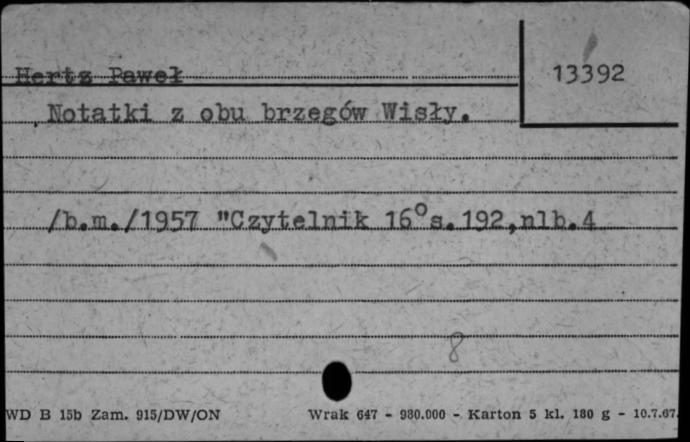 Hertz Paweł
13392
Notatki z obu brzegów Wisły.
/b.m./1957 "Czytelnik 16°s.192,nlb.4
8
WD B 15b Zam. 915/DW/ON
Wrak 647 - 980.000 - Karton 5 kl. 180 g - 10.7.67.